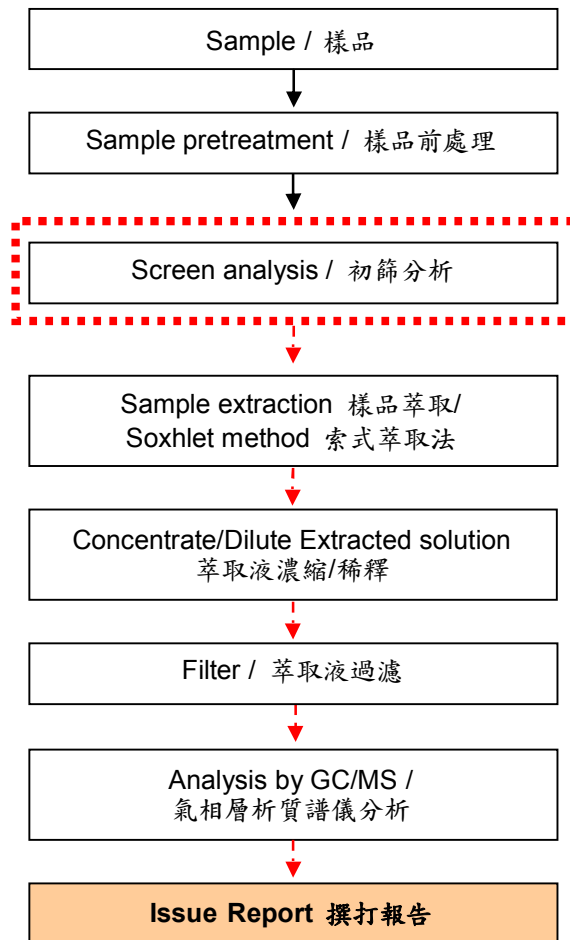 Sample / 樣品
Sample pretreatment / 樣品前處理
Screen analysis / 初篩分析
Sample extraction 樣品萃取/
Soxhlet method 索式萃取法
Concentrate/Dilute Extracted solution
萃取液濃縮/稀釋
Filter / 萃取液過濾
Analysis by GC/MS /
氣相層析質譜儀分析
Issue Report 撰打報告